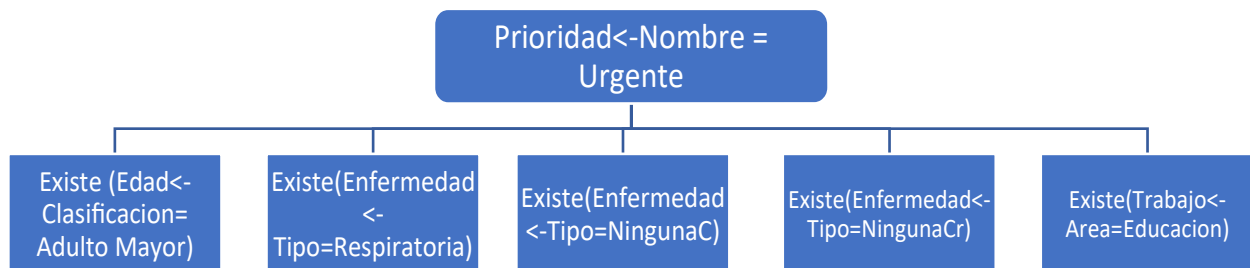 Prioridad<-Nombre =
Urgente
Existe (Edad<-
Clasificacion=
Adulto Mayor)
Existe(Enfermedad
<-
Tipo=Respiratoria)
Existe(Enfermedad
<-Tipo=NingunaC)
Existe(Enfermedad<-
Tipo=NingunaCr)
Existe(Trabajo<-
Area=Educacion)